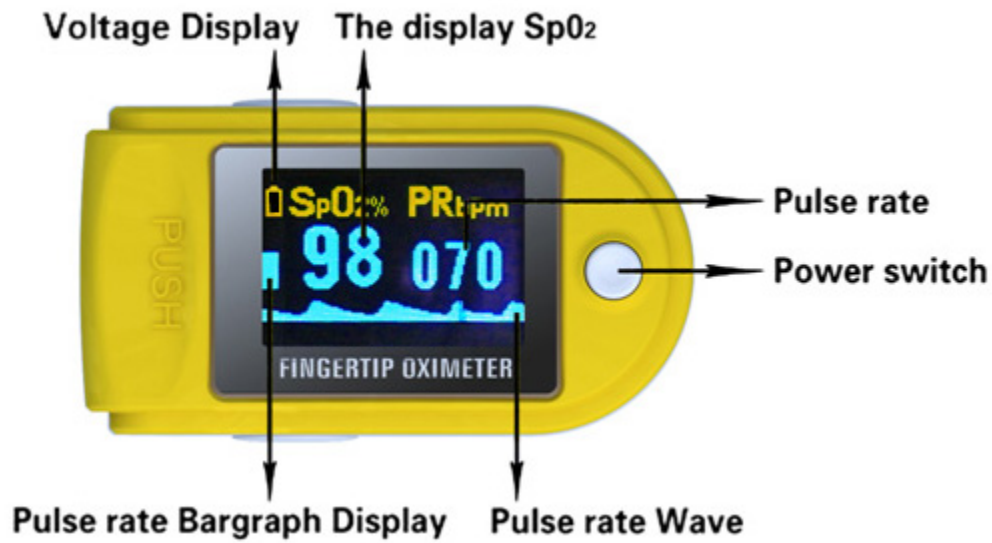 Voltage Display
The display Sp0₂
SpO2% PRbpm
98 070
PUSH
FINGERTIP OXIMETER
Pulse rate
Power switch
Pulse rate Bargraph Display
Pulse rate Wave